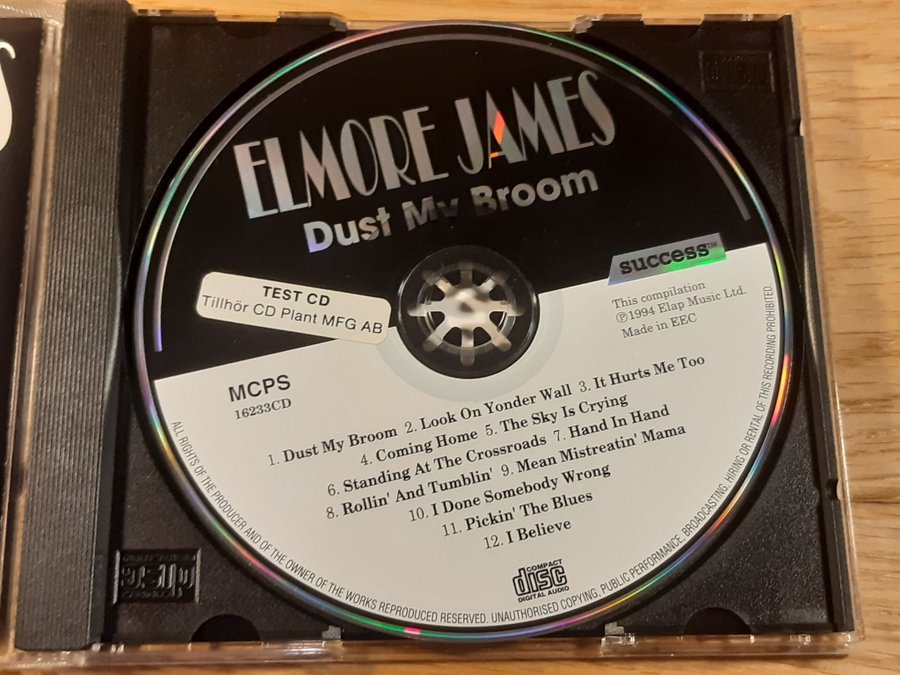 ELMORE JAMES
Dust My Broom
success™
TEST CD
Tillhör CD Plant MFG AB
This compilation
℗1994 Elap Music Ltd.
Made in EEC
MCPS
16233CD
1. Dust My Broom 2. Look On Yonder Wall 3. It Hurts Me Too
4. Coming Home 5. The Sky Is Crying
6. Standing At The Crossroads 7. Hand In Hand
8. Rollin' And Tumblin' 9. Mean Mistreatin' Mama
10. I Done Somebody Wrong
11. Pickin' The Blues
12. I Believe
COMPACT
disc
DIGITAL AUDIO
ALL RIGHTS OF THE PRODUCER AND OF THE OWNER OF THE WORKS REPRODUCED RESERVED. UNAUTHORISED COPYING, PUBLIC PERFORMANCE, BROADCASTING, HIRING OR RENTAL OF THIS RECORDING PROHIBITED.
disc